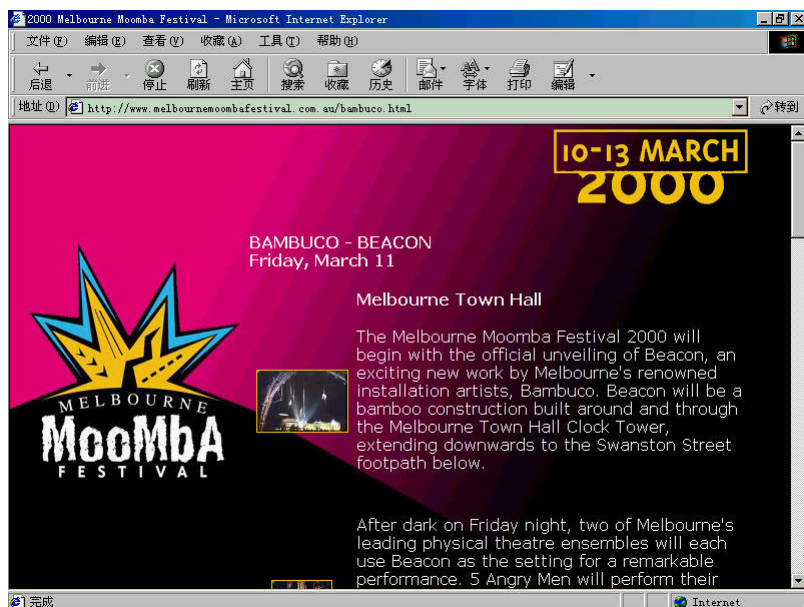 2000 Melbourne Moomba Festival - Microsoft Internet Explorer
文件(F) 编辑(E) 查看(V) 收藏(A) 工具(T) 帮助(H)
后退 前进 停止 刷新 主页 搜索 收藏 历史 邮件 字体 打印 编辑
地址(D) http://www.melbournemoombafestival.com.au/bambuco.html 转到
10-13 MARCH
2000
BAMBUCO - BEACON
Friday, March 11
Melbourne Town Hall
The Melbourne Moomba Festival 2000 will
begin with the official unveiling of Beacon, an
exciting new work by Melbourne's renowned
installation artists, Bambuco. Beacon will be a
bamboo construction built around and through
the Melbourne Town Hall Clock Tower,
extending downwards to the Swanston Street
footpath below.
MELBOURNE
MooMbA
FESTIVAL
After dark on Friday night, two of Melbourne's
leading physical theatre ensembles will each
use Beacon as the setting for a remarkable
performance. 5 Angry Men will perform their
完成 Internet